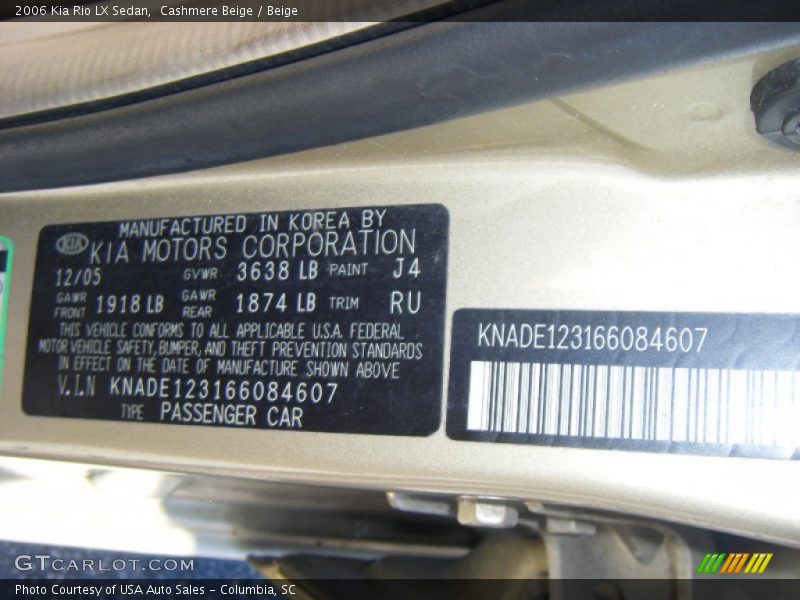 2006 Kia Rio LX Sedan, Cashmere Beige / Beige
MANUFACTURED IN KOREA BY
KIA KIA MOTORS CORPORATION
12/05 GVWR 3638 LB PAINT J4
GAWR FRONT 1918 LB GAWR REAR 1874 LB TRIM RU
THIS VEHICLE CONFORMS TO ALL APPLICABLE U.S.A. FEDERAL
MOTOR VEHICLE SAFETY, BUMPER, AND THEFT PREVENTION STANDARDS
IN EFFECT ON THE DATE OF MANUFACTURE SHOWN ABOVE
V.I.N KNADE123166084607
TYPE PASSENGER CAR
KNADE123166084607
GTCARLOT.COM
Photo Courtesy of USA Auto Sales - Columbia, SC